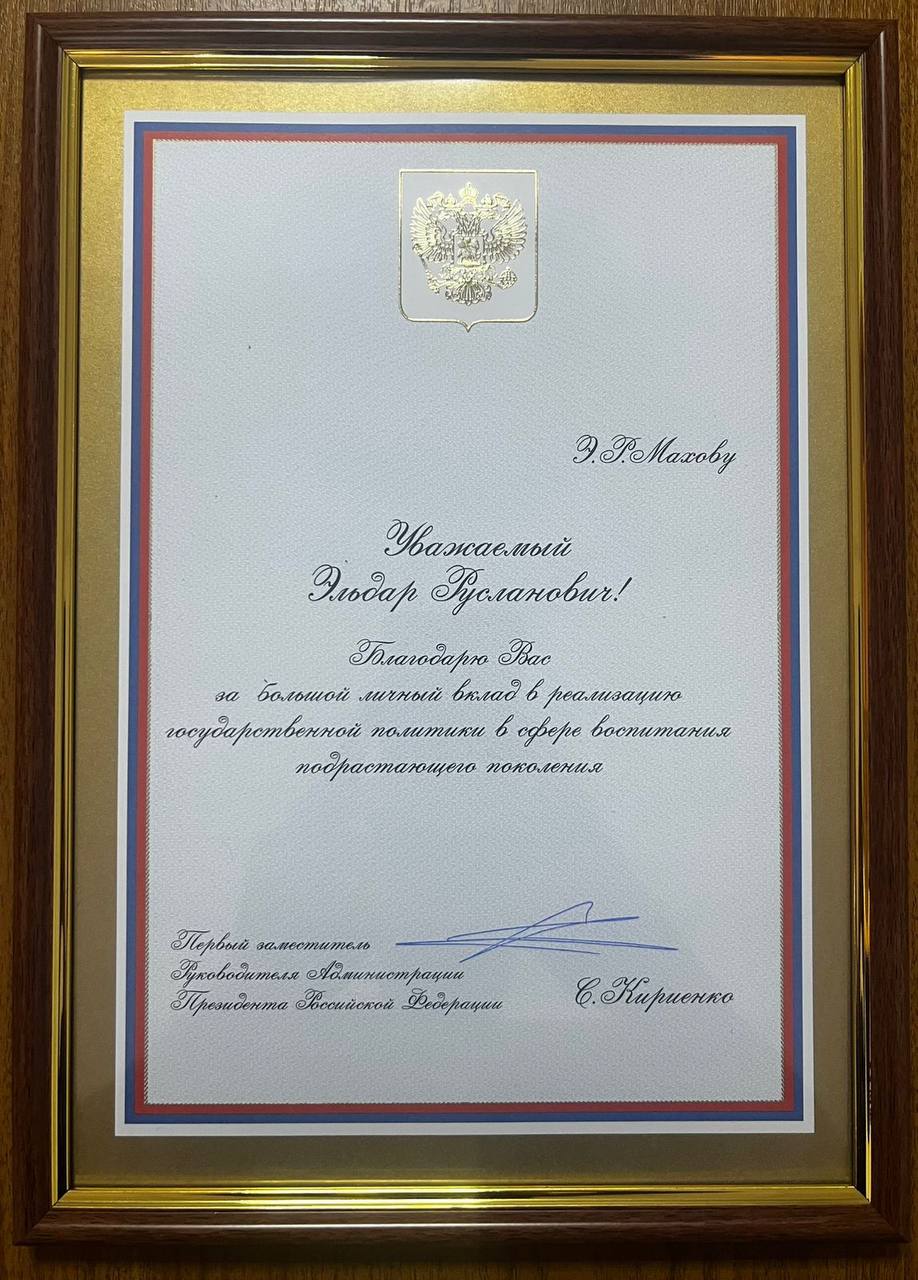 Э.Р.Махову
Уважаемый
Эльдар Русланович!
Благодарю Вас
за большой личный вклад в реализацию
государственной политики в сфере воспитания
подрастающего поколения
Первый заместитель
Руководителя Администрации
Президента Российской Федерации
С.Кириенко